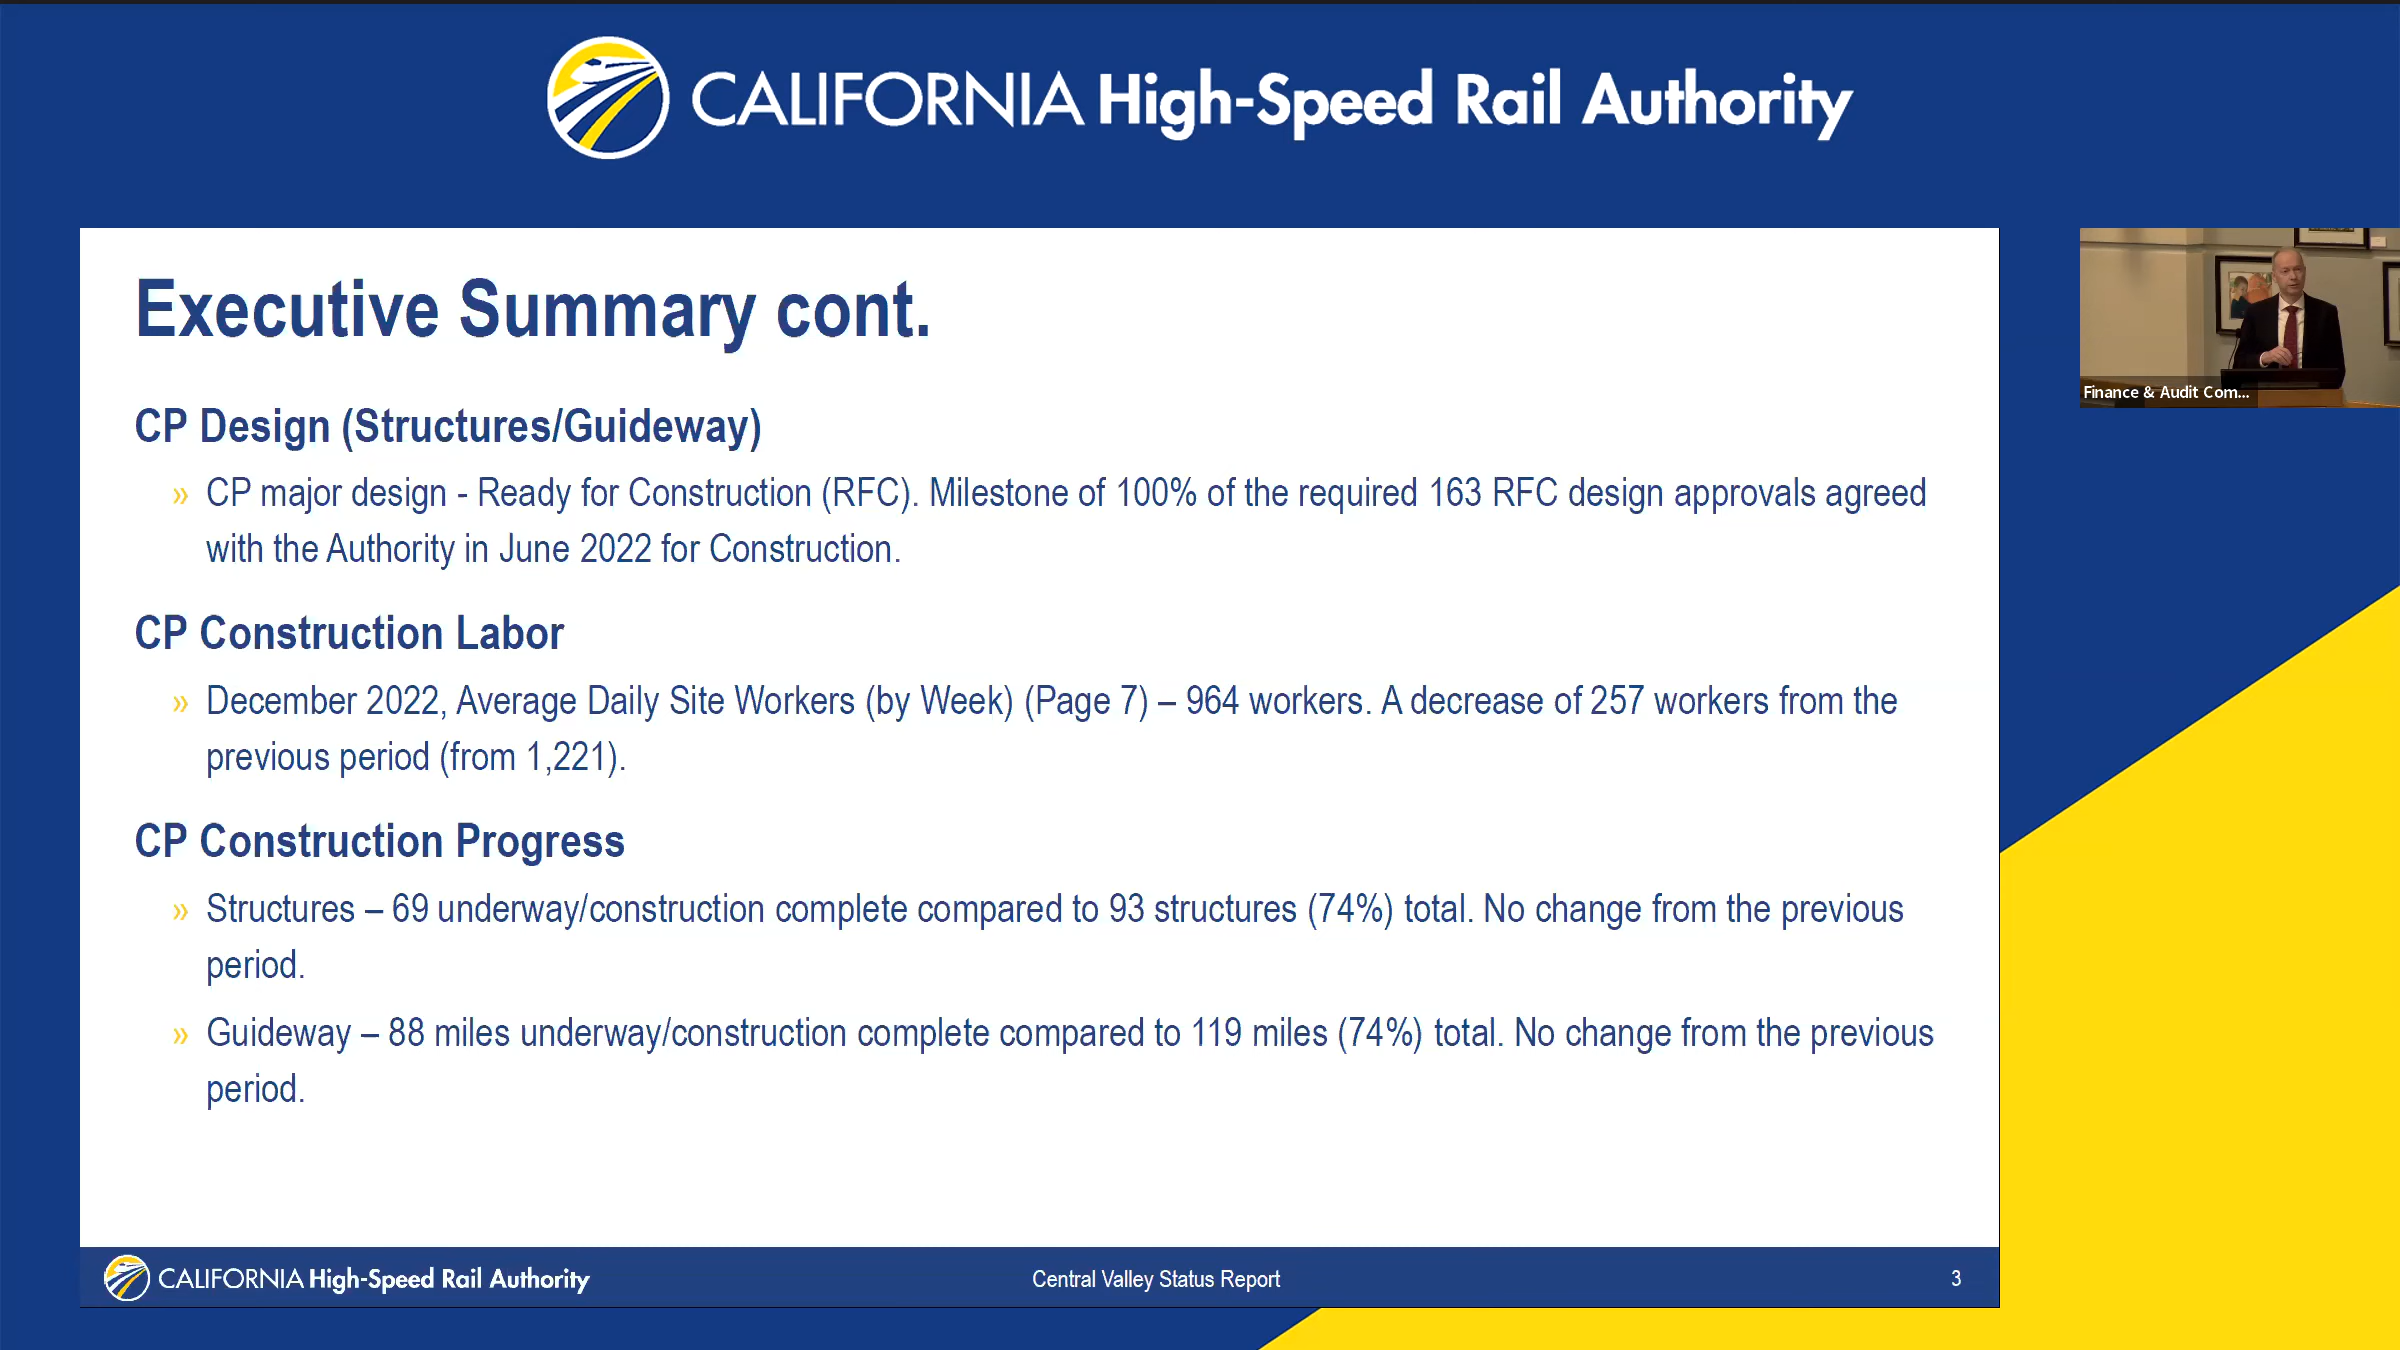 CALIFORNIA High-Speed Rail Authority
Executive Summary cont.
CP Design (Structures/Guideway)
» CP major design - Ready for Construction (RFC). Milestone of 100% of the required 163 RFC design approvals agreed
with the Authority in June 2022 for Construction.
CP Construction Labor
» December 2022, Average Daily Site Workers (by Week) (Page 7) – 964 workers. A decrease of 257 workers from the
previous period (from 1,221).
CP Construction Progress
» Structures – 69 underway/construction complete compared to 93 structures (74%) total. No change from the previous
period.
» Guideway – 88 miles underway/construction complete compared to 119 miles (74%) total. No change from the previous
period.
CALIFORNIA High-Speed Rail Authority
Central Valley Status Report
3
Finance & Audit Com...